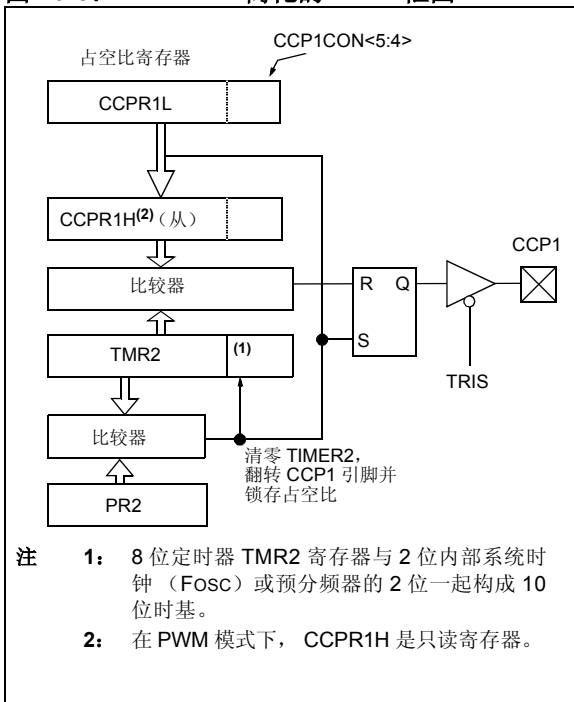 占空比寄存器
CCP1CON<5:4>
CCPR1L
CCPR1H(2)（从）
比较器
R Q
CCP1
TMR2
(1)
S
TRIS
比较器
清零 TIMER2，
翻转 CCP1 引脚并
锁存占空比
PR2
注 1： 8 位定时器 TMR2 寄存器与 2 位内部系统时
钟 （FOSC）或预分频器的 2 位一起构成 10
位时基。
2： 在 PWM 模式下， CCPR1H 是只读寄存器。